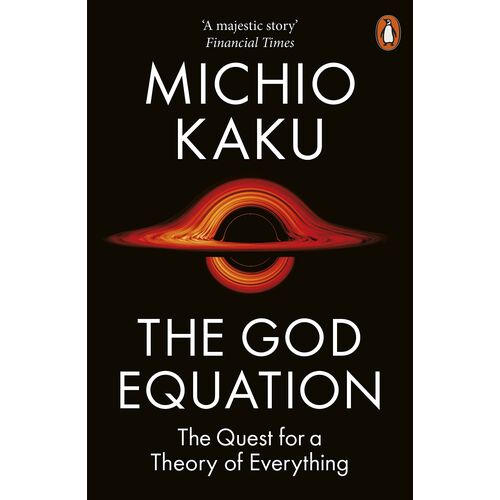 ‘A majestic story’
Financial Times
MICHIO
KAKU
THE GOD
EQUATION
The Quest for a
Theory of Everything